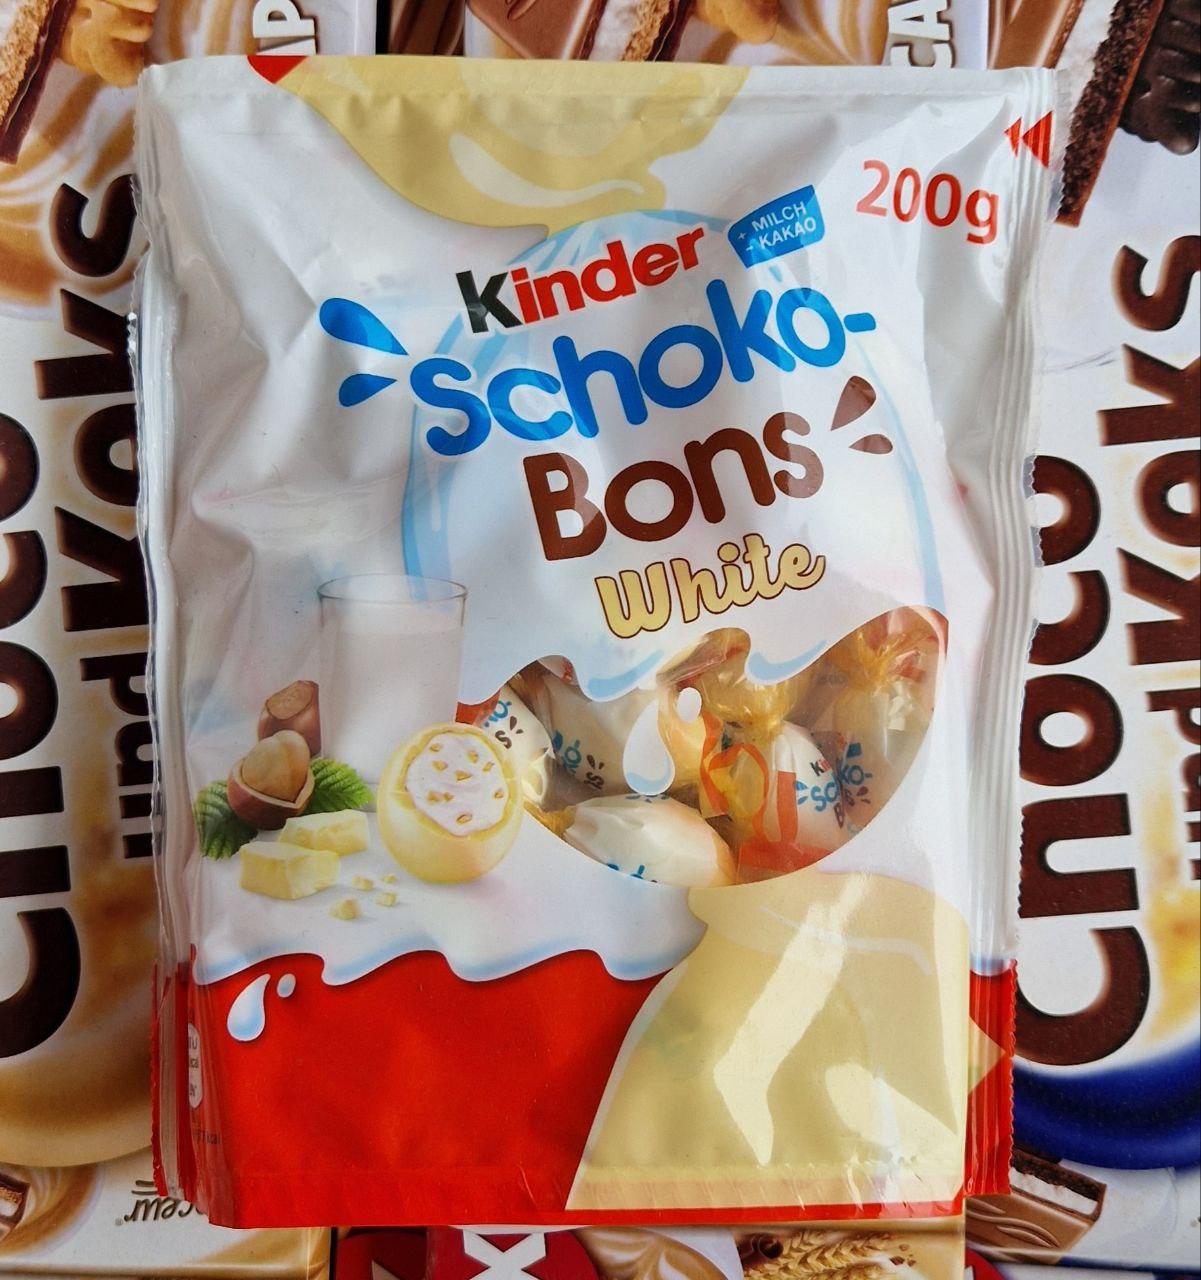 200g
+ MILCH
- KAKAO
Kinder
Schoko-
Bons
White
Choco
und Keks
Choco
und Keks